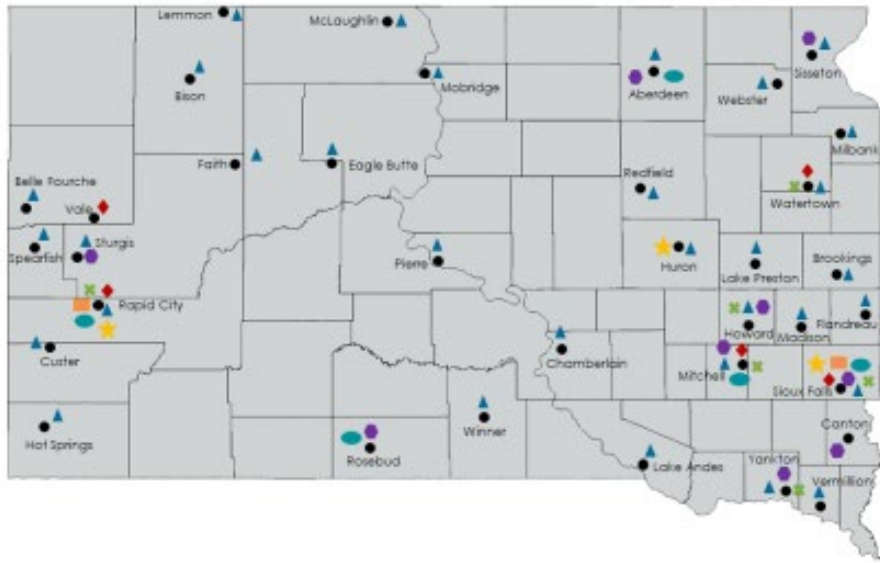 Lemmon
McLaughlin
Sisseton
Bison
Mobridge
Aberdeen
Webster
Milbank
Faith
Eagle Butte
Redfield
Belle Fourche
Vale
Watertown
Sturgis
Spearfish
Pierre
Huron
Lake Preston
Brookings
Rapid City
Howard
Madison
Flandreau
Custer
Chamberlain
Mitchell
Sioux Falls
Hot Springs
Winner
Canton
Rosebud
Lake Andes
Yankton
Vermillion